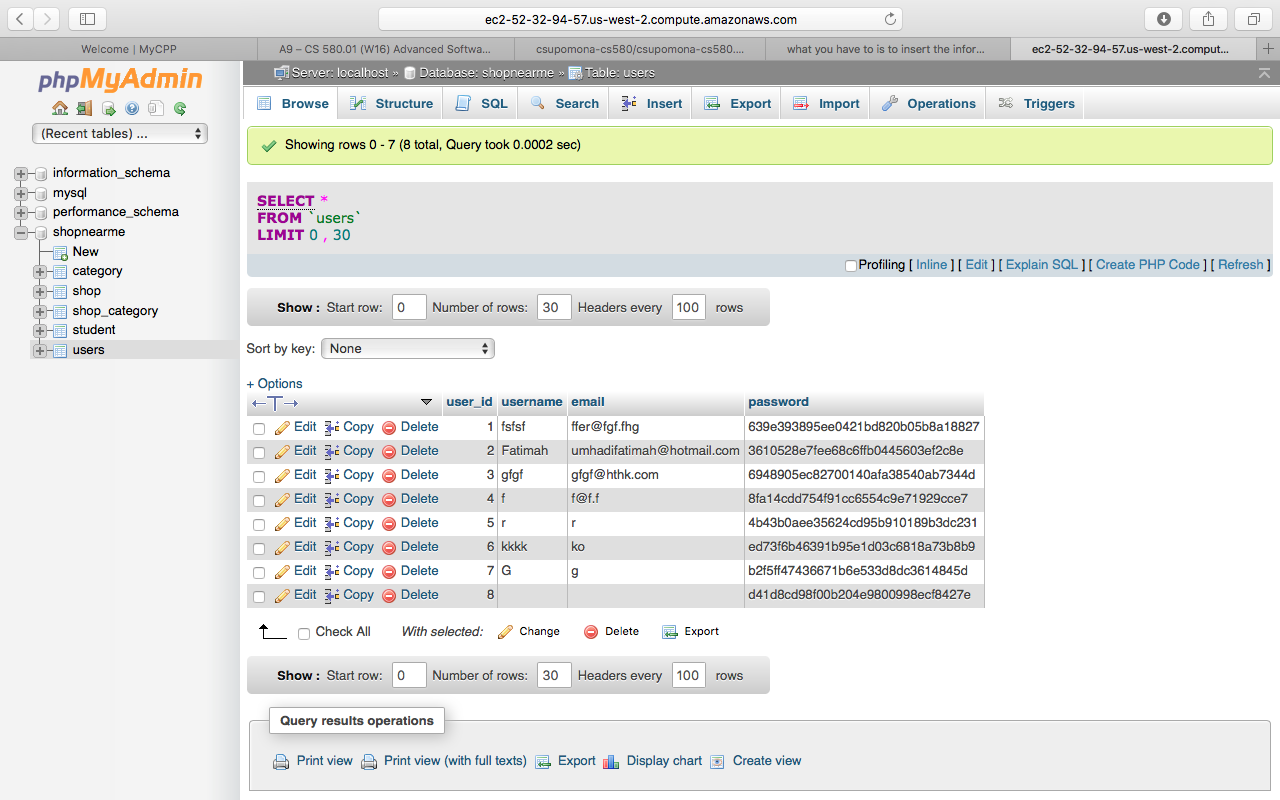 ec2-52-32-94-57.us-west-2.compute.amazonaws.com
Welcome | MyCPP
A9 – CS 580.01 (W16) Advanced Softwa...
csupomona-cs580/csupomona-cs580....
what you have to is to insert the infor...
ec2-52-32-94-57.us-west-2.comput...
phpMyAdmin
(Recent tables) ...
information_schema
mysql
performance_schema
shopnearme
New
category
shop
shop_category
student
users
Server: localhost » Database: shopnearme » Table: users
Browse Structure SQL Search Insert Export Import Operations Triggers
Showing rows 0 - 7 (8 total, Query took 0.0002 sec)
SELECT *
FROM `users`
LIMIT 0 , 30
Profiling [ Inline ] [ Edit ] [ Explain SQL ] [ Create PHP Code ] [ Refresh ]
Show : Start row: 0 Number of rows: 30 Headers every 100 rows
Sort by key: None
+ Options
user_id username email password
Edit Copy Delete 1 fsfsf ffer@fgf.fhg 639e393895ee0421bd820b05b8a18827
Edit Copy Delete 2 Fatimah umhadifatimah@hotmail.com 3610528e7fee68c6ffb0445603ef2c8e
Edit Copy Delete 3 gfgf gfgf@hthk.com 6948905ec82700140afa38540ab7344d
Edit Copy Delete 4 f f@f.f 8fa14cdd754f91cc6554c9e71929cce7
Edit Copy Delete 5 r r 4b43b0aee35624cd95b910189b3dc231
Edit Copy Delete 6 kkkk ko ed73f6b46391b95e1d03c6818a73b8b9
Edit Copy Delete 7 G g b2f5ff47436671b6e533d8dc3614845d
Edit Copy Delete 8 d41d8cd98f00b204e9800998ecf8427e
Check All With selected: Change Delete Export
Show : Start row: 0 Number of rows: 30 Headers every 100 rows
Query results operations
Print view Print view (with full texts) Export Display chart Create view